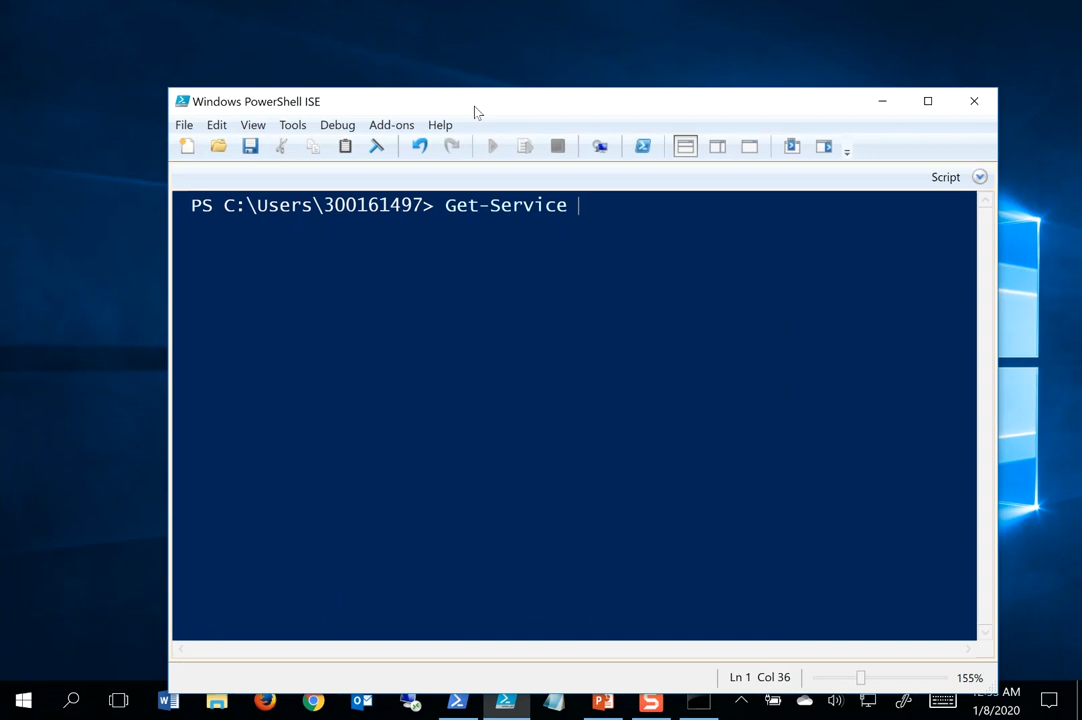 Windows PowerShell ISE
File Edit View Tools Debug Add-ons Help
Script
PS C:\Users\300161497> Get-Service
Ln 1 Col 36 155%
AM
1/8/2020